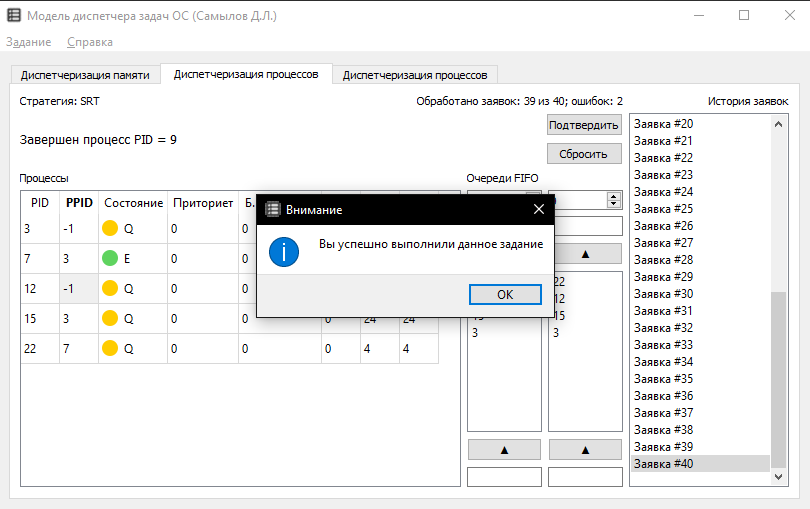 Модель диспетчера задач ОС (Самылов Д.Л.)
Задание Справка
Диспетчеризация памяти Диспетчеризация процессов Диспетчеризация процессов
Стратегия: SRT Обработано заявок: 39 из 40; ошибок: 2 История заявок
Завершен процесс PID = 9
Подтвердить
Сбросить
Процессы Очереди FIFO
PID PPID Состояние Приоритет
3 -1 Q 0 0
7 3 E 0 0
12 -1 Q 0 0
15 3 Q 0 0 0 24 24
22 7 Q 0 0 0 4 4
Внимание
Вы успешно выполнили данное задание
OK
▲
22
12
15
3
3
▲ ▲
Заявка #20
Заявка #21
Заявка #22
Заявка #23
Заявка #24
Заявка #25
Заявка #26
Заявка #27
Заявка #28
Заявка #29
Заявка #30
Заявка #31
Заявка #32
Заявка #33
Заявка #34
Заявка #35
Заявка #36
Заявка #37
Заявка #38
Заявка #39
Заявка #40